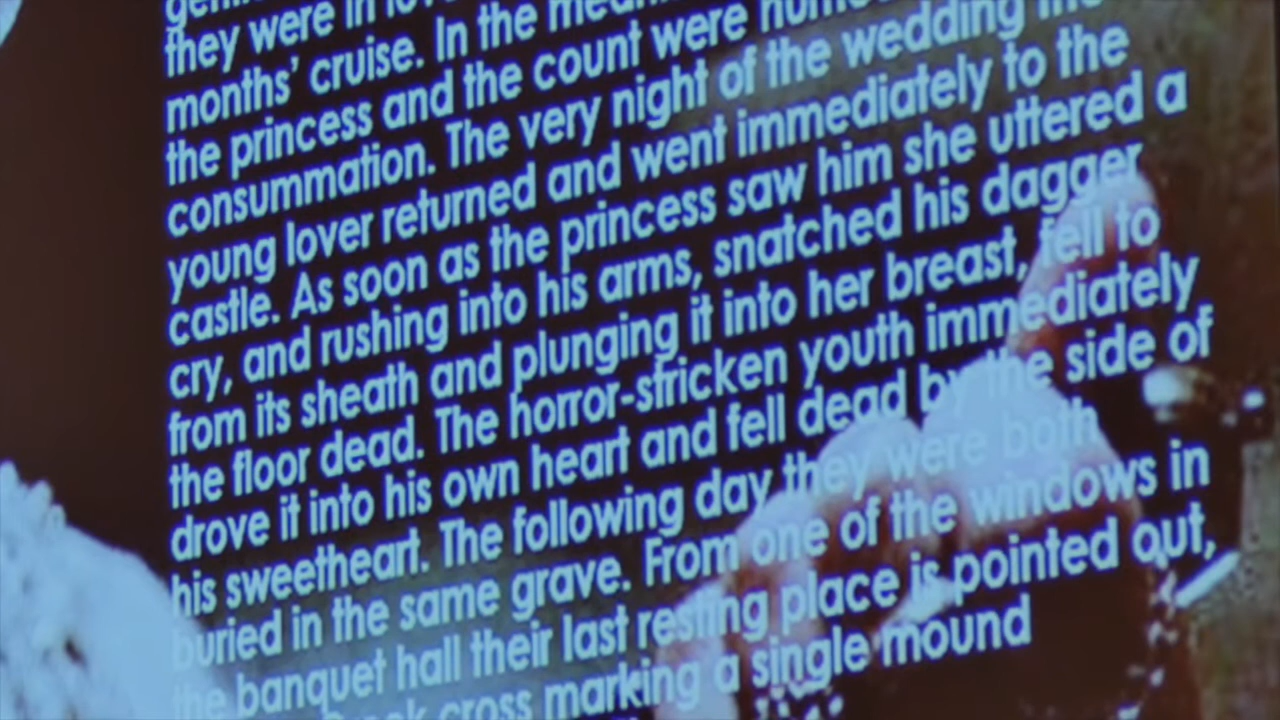 they were in
months' cruise. In the
the princess and the count were
consummation. The very night of the wedding the
young lover returned and went immediately to the
castle. As soon as the princess saw him she uttered a
cry, and rushing into his arms, snatched his dagger
from its sheath and plunging it into her breast, fell to
the floor dead. The horror-stricken youth immediately
drove it into his own heart and fell dead by the side of
his sweetheart. The following day they were both
buried in the same grave. From one of the windows in
the banquet hall their last resting place is pointed out,
cross marking a single mound